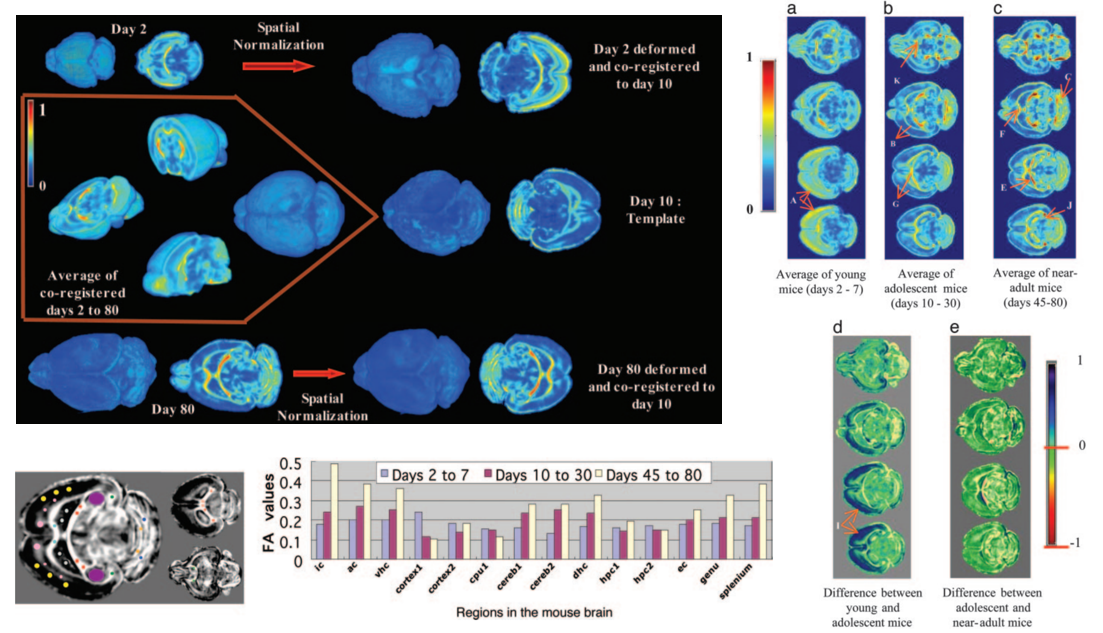 Day 2
Spatial
Normalization
Day 2 deformed
and co-registered
to day 10
1
0
Average of
co-registered
days 2 to 80
Day 10 :
Template
Day 80
Spatial
Normalization
Day 80 deformed
and co-registered to
day 10
a
b
c
1
0
K
B
G
A
C
F
E
J
Average of young
mice (days 2 - 7)
Average of
adolescent mice
(days 10 - 30)
Average of near-
adult mice
(days 45-80)
d
e
1
0
-1
I
Difference between
young and
adolescent mice
Difference between
adolescent and
near-adult mice
FA values
0.5
0.4
0.3
0.2
0.1
0
Days 2 to 7
Days 10 to 30
Days 45 to 80
ic
ac
vhc
cortex1
cortex2
cpu1
cereb1
cereb2
dhc
hpc1
hpc2
ec
genu
splenium
Regions in the mouse brain